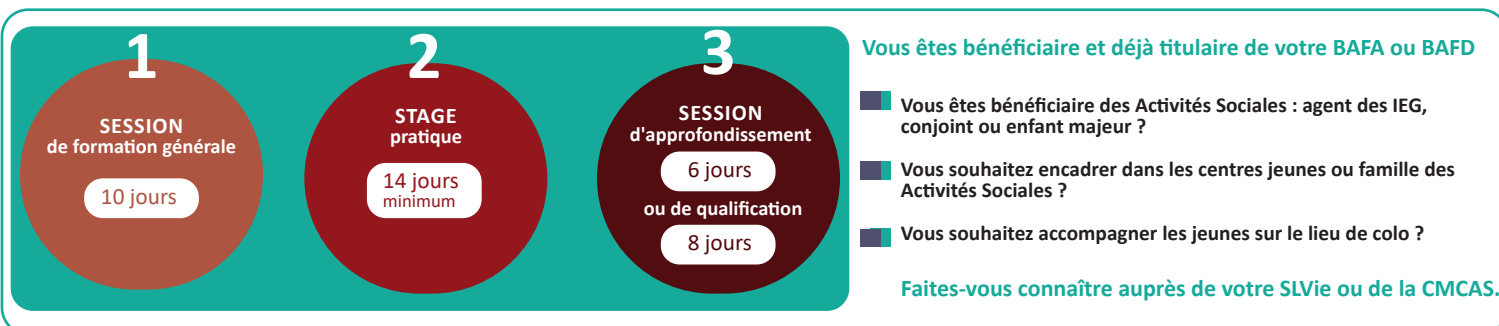 1
SESSION
de formation générale
10 jours
2
STAGE
pratique
14 jours
minimum
3
SESSION
d'approfondissement
6 jours
ou de qualification
8 jours
Vous êtes bénéficiaire et déjà titulaire de votre BAFA ou BAFD
Vous êtes bénéficiaire des Activités Sociales : agent des IEG,
conjoint ou enfant majeur ?
Vous souhaitez encadrer dans les centres jeunes ou famille des
Activités Sociales ?
Vous souhaitez accompagner les jeunes sur le lieu de colo ?
Faites-vous connaître auprès de votre SLVie ou de la CMCAS.